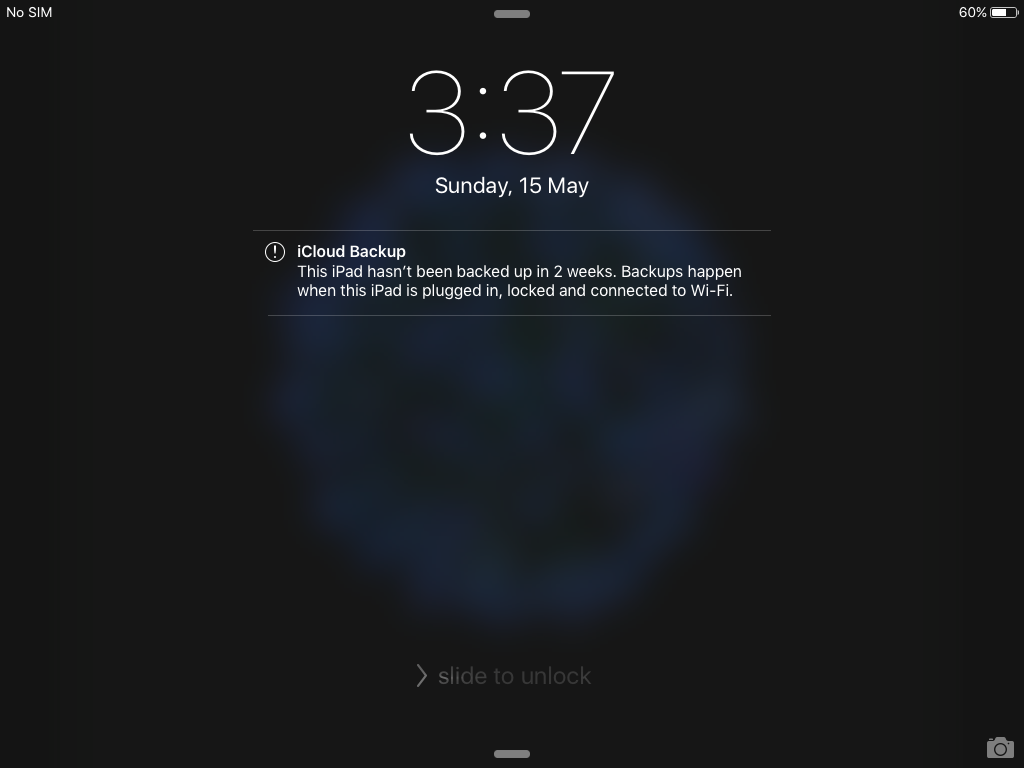 No SIM
60%
3:37
Sunday, 15 May
iCloud Backup
This iPad hasn’t been backed up in 2 weeks. Backups happen
when this iPad is plugged in, locked and connected to Wi-Fi.
slide to unlock